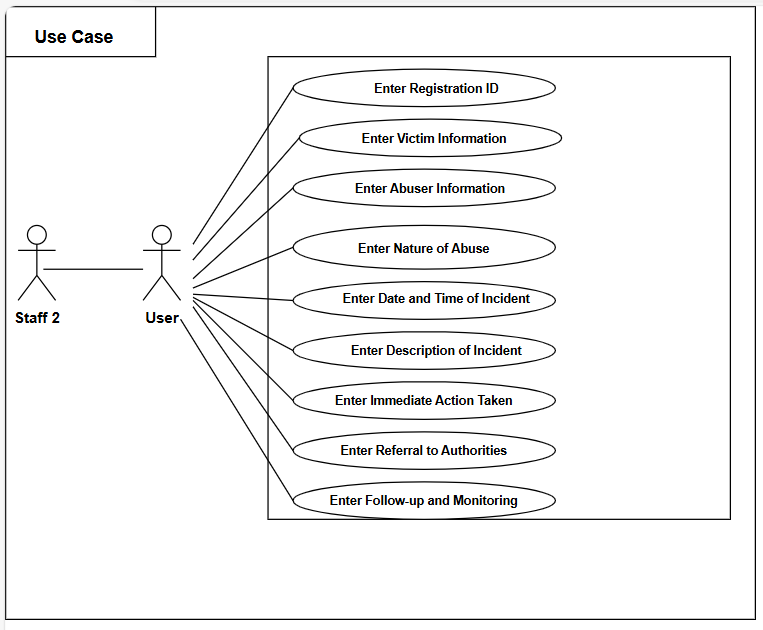 Use Case
Enter Registration ID
Enter Victim Information
Enter Abuser Information
Enter Nature of Abuse
Enter Date and Time of Incident
Staff 2
User
Enter Description of Incident
Enter Immediate Action Taken
Enter Referral to Authorities
Enter Follow-up and Monitoring